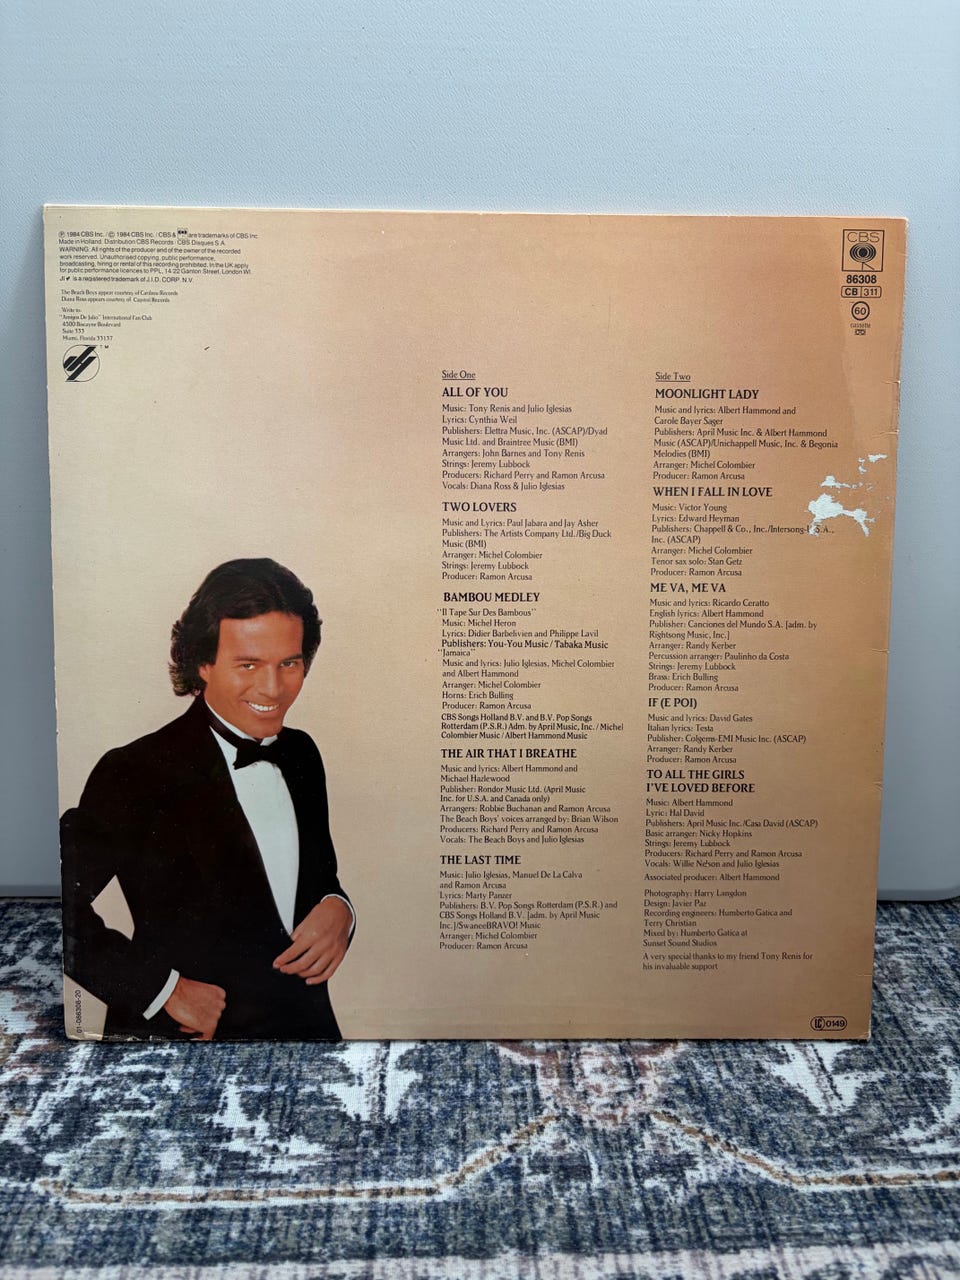 ℗ 1984 CBS Inc. / © 1984 CBS Inc. / CBS & are trademarks of CBS Inc.
Made in Holland. Distribution CBS Records / CBS Disques S.A.
WARNING: All rights of the producer and of the owner of the recorded
work reserved. Unauthorised copying, public performance,
broadcasting, hiring or rental of this recording prohibited. In the UK apply
for public performance licences to PPL, 14-22 Ganton Street, London W1.
is a registered trademark of J.I.D. CORP. N.V.
The Beach Boys appear courtesy of Caribou Records
Diana Ross appears courtesy of Capitol Records
Write to:
"Amigos De Julio" International Fan Club
4500 Biscayne Boulevard
Suite 333
Miami, Florida 33137
TM
CBS
86308
CB 311
60
cassette
Side One
ALL OF YOU
Music: Tony Renis and Julio Iglesias
Lyrics: Cynthia Weil
Publishers: Elettra Music, Inc. (ASCAP)/Dyad
Music Ltd. and Braintree Music (BMI)
Arrangers: John Barnes and Tony Renis
Strings: Jeremy Lubbock
Producers: Richard Perry and Ramon Arcusa
Vocals: Diana Ross & Julio Iglesias
TWO LOVERS
Music and Lyrics: Paul Jabara and Jay Asher
Publishers: The Artists Company Ltd./Big Duck
Music (BMI)
Arranger: Michel Colombier
Strings: Jeremy Lubbock
Producer: Ramon Arcusa
BAMBOU MEDLEY
"Il Tape Sur Des Bambous"
Music: Michel Heron
Lyrics: Didier Barbelivien and Philippe Lavil
Publishers: You-You Music / Tabaka Music
"Jamaica"
Music and lyrics: Julio Iglesias, Michel Colombier
and Albert Hammond
Arranger: Michel Colombier
Horns: Erich Bulling
Producer: Ramon Arcusa
CBS Songs Holland B.V. and B.V. Pop Songs
Rotterdam (P.S.R.) Adm. by April Music, Inc. / Michel
Colombier Music / Albert Hammond Music
THE AIR THAT I BREATHE
Music and lyrics: Albert Hammond and
Michael Hazlewood
Publisher: Rondor Music Ltd. (April Music
Inc. for U.S.A. and Canada only)
Arrangers: Robbie Buchanan and Ramon Arcusa
The Beach Boys' voices arranged by: Brian Wilson
Producers: Richard Perry and Ramon Arcusa
Vocals: The Beach Boys and Julio Iglesias
THE LAST TIME
Music: Julio Iglesias, Manuel De La Calva
and Ramon Arcusa
Lyrics: Marty Panzer
Publishers: B.V. Pop Songs Rotterdam (P.S.R.) and
CBS Songs Holland B.V. [adm. by April Music
Inc.]/SwaneeBRAVO! Music
Arranger: Michel Colombier
Producer: Ramon Arcusa
Side Two
MOONLIGHT LADY
Music and lyrics: Albert Hammond and
Carole Bayer Sager
Publishers: April Music Inc. & Albert Hammond
Music (ASCAP)/Unichappell Music, Inc. & Begonia
Melodies (BMI)
Arranger: Michel Colombier
Producer: Ramon Arcusa
WHEN I FALL IN LOVE
Music: Victor Young
Lyrics: Edward Heyman
Publishers: Chappell & Co., Inc./Intersong-U.S.A.,
Inc. (ASCAP)
Arranger: Michel Colombier
Tenor sax solo: Stan Getz
Producer: Ramon Arcusa
ME VA, ME VA
Music and lyrics: Ricardo Ceratto
English lyrics: Albert Hammond
Publisher: Canciones del Mundo S.A. [adm. by
Rightsong Music, Inc.]
Arranger: Randy Kerber
Percussion arranger: Paulinho da Costa
Strings: Jeremy Lubbock
Brass: Erich Bulling
Producer: Ramon Arcusa
IF (E POI)
Music and lyrics: David Gates
Italian lyrics: Testa
Publisher: Colgems-EMI Music Inc. (ASCAP)
Arranger: Randy Kerber
Producer: Ramon Arcusa
TO ALL THE GIRLS
I'VE LOVED BEFORE
Music: Albert Hammond
Lyric: Hal David
Publishers: April Music Inc./Casa David (ASCAP)
Basic arranger: Nicky Hopkins
Strings: Jeremy Lubbock
Producers: Richard Perry and Ramon Arcusa
Vocals: Willie Nelson and Julio Iglesias
Associated producer: Albert Hammond
Photography: Harry Langdon
Design: Javier Paz
Recording engineers: Humberto Gatica and
Terry Christian
Mixed by: Humberto Gatica at
Sunset Sound Studios
A very special thanks to my friend Tony Renis for
his invaluable support
01-086308-20
LC 0149